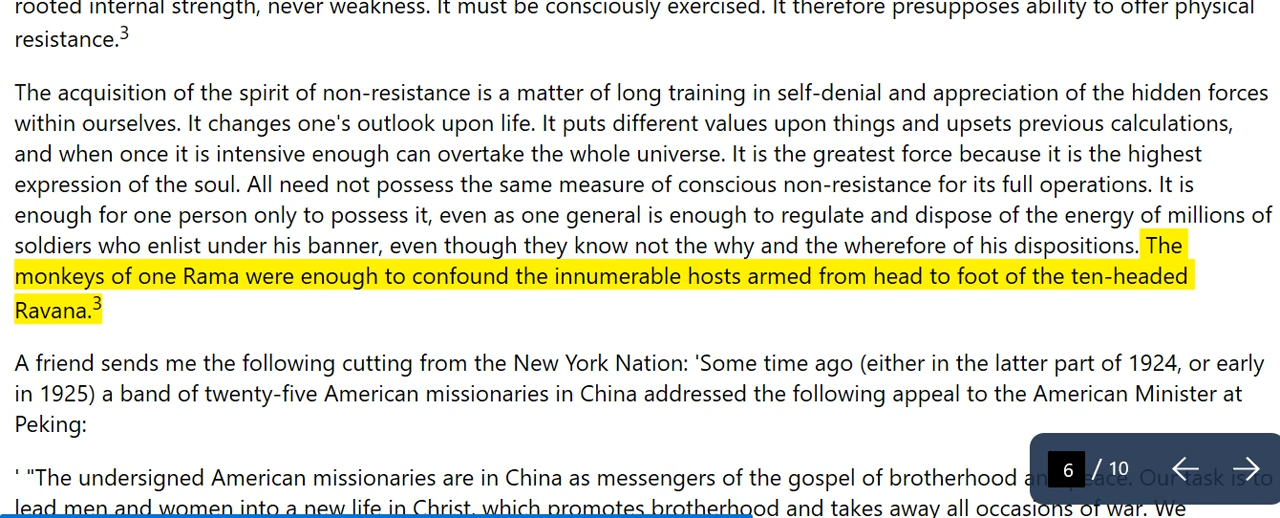 rooted internal strength, never weakness. It must be consciously exercised. It therefore presupposes ability to offer physical
resistance.3
The acquisition of the spirit of non-resistance is a matter of long training in self-denial and appreciation of the hidden forces
within ourselves. It changes one's outlook upon life. It puts different values upon things and upsets previous calculations,
and when once it is intensive enough can overtake the whole universe. It is the greatest force because it is the highest
expression of the soul. All need not possess the same measure of conscious non-resistance for its full operations. It is
enough for one person only to possess it, even as one general is enough to regulate and dispose of the energy of millions of
soldiers who enlist under his banner, even though they know not the why and the wherefore of his dispositions. The
monkeys of one Rama were enough to confound the innumerable hosts armed from head to foot of the ten-headed
Ravana.3
A friend sends me the following cutting from the New York Nation: 'Some time ago (either in the latter part of 1924, or early
in 1925) a band of twenty-five American missionaries in China addressed the following appeal to the American Minister at
Peking:
' "The undersigned American missionaries are in China as messengers of the gospel of brotherhood and peace. Our task is to
lead men and women into a new life in Christ, which promotes brotherhood and takes away all occasions of war. We
6 / 10